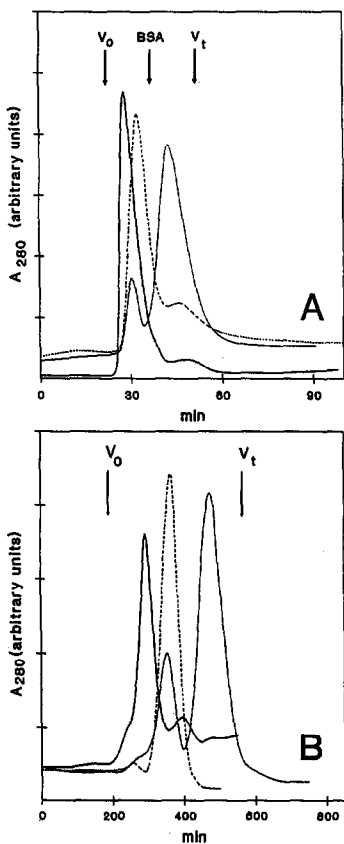 V₀ BSA Vₜ
A 280 (arbitrary units)
A
0 30 60 90
min
V₀ Vₜ
A280 (arbitrary units)
B
0 200 400 600 800
min